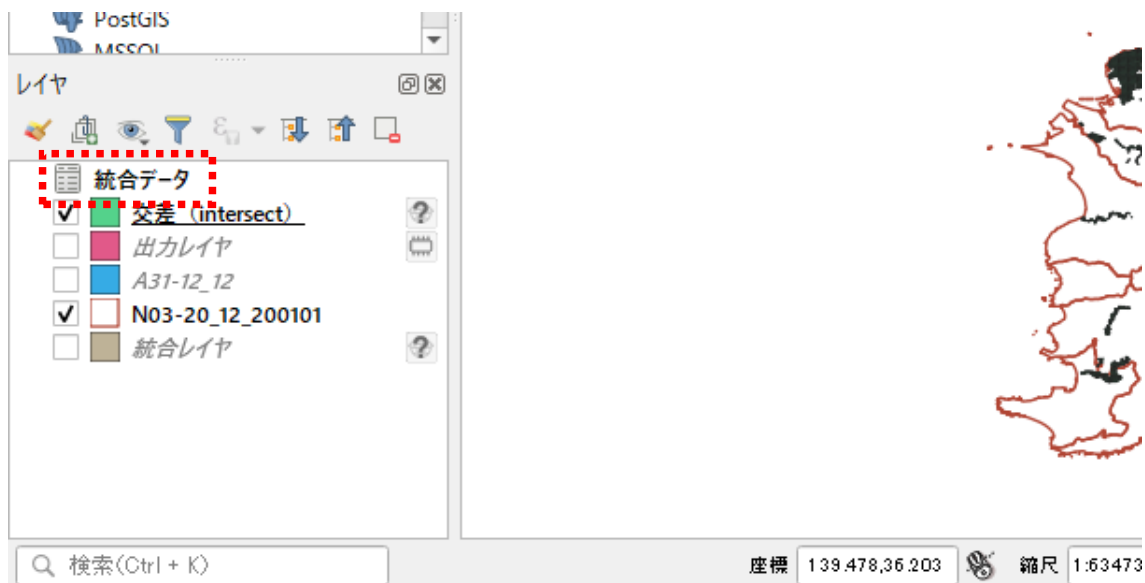 PostGIS
MSSQL
レイヤ
統合データ
交差（intersect）
出力レイヤ
A31-12_12
N03-20_12_200101
統合レイヤ
検索(Ctrl + K)
座標 139.478,36.203 縮尺 1:63473